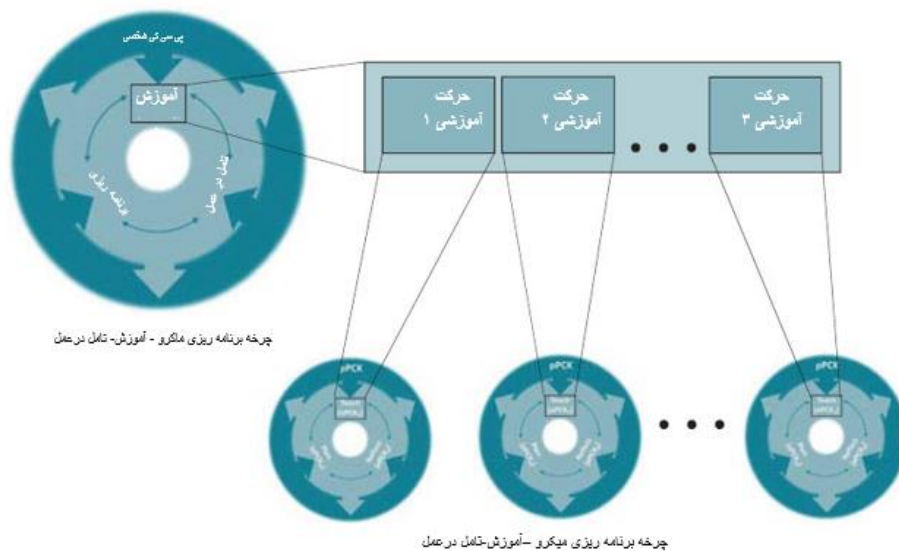 پی سی کی شخصی
آموزش
برنامه ریزی
تامل در عمل
حرکت
آموزشی ۱
حرکت
آموزشی ۲
حرکت
آموزشی ۳
چرخه برنامه ریزی ماکرو - آموزش- تامل درعمل
pPCK
pPCK
pPCK
چرخه برنامه ریزی میکرو –آموزش-تامل درعمل